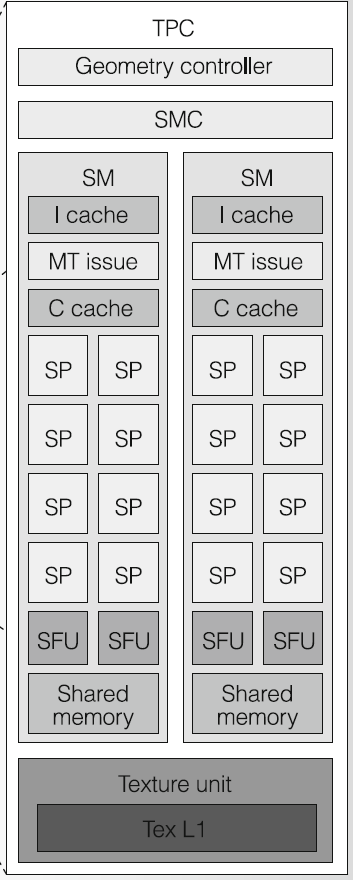 TPC
Geometry controller
SMC
SM
I cache
MT issue
C cache
SP SP
SP SP
SP SP
SP SP
SFU SFU
Shared
memory
SM
I cache
MT issue
C cache
SP SP
SP SP
SP SP
SP SP
SFU SFU
Shared
memory
Texture unit
Tex L1